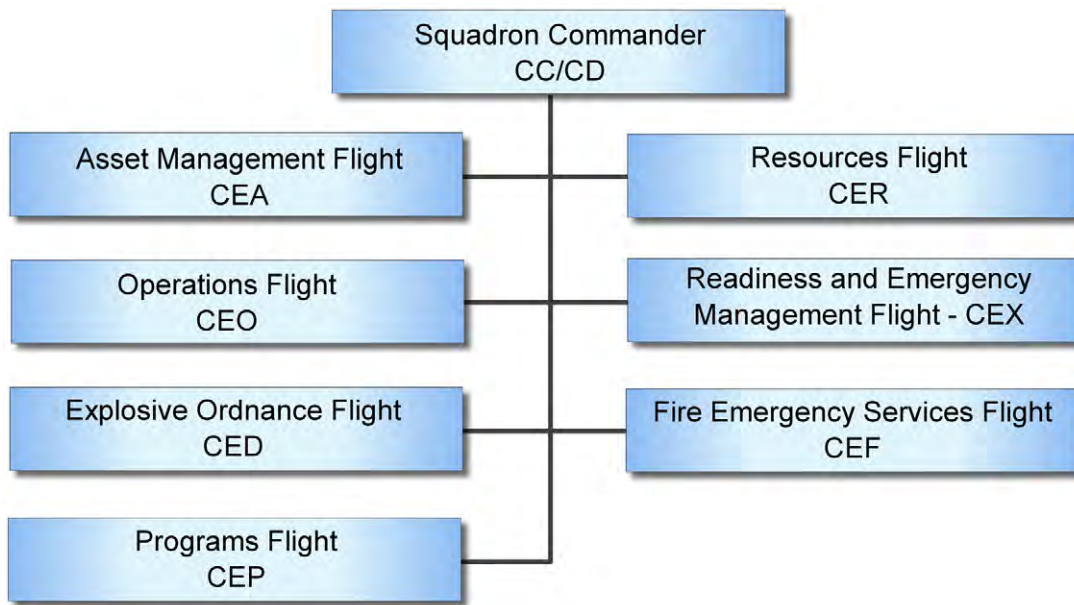 Squadron Commander
CC/CD
Asset Management Flight
CEA
Resources Flight
CER
Operations Flight
CEO
Readiness and Emergency
Management Flight - CEX
Explosive Ordnance Flight
CED
Fire Emergency Services Flight
CEF
Programs Flight
CEP